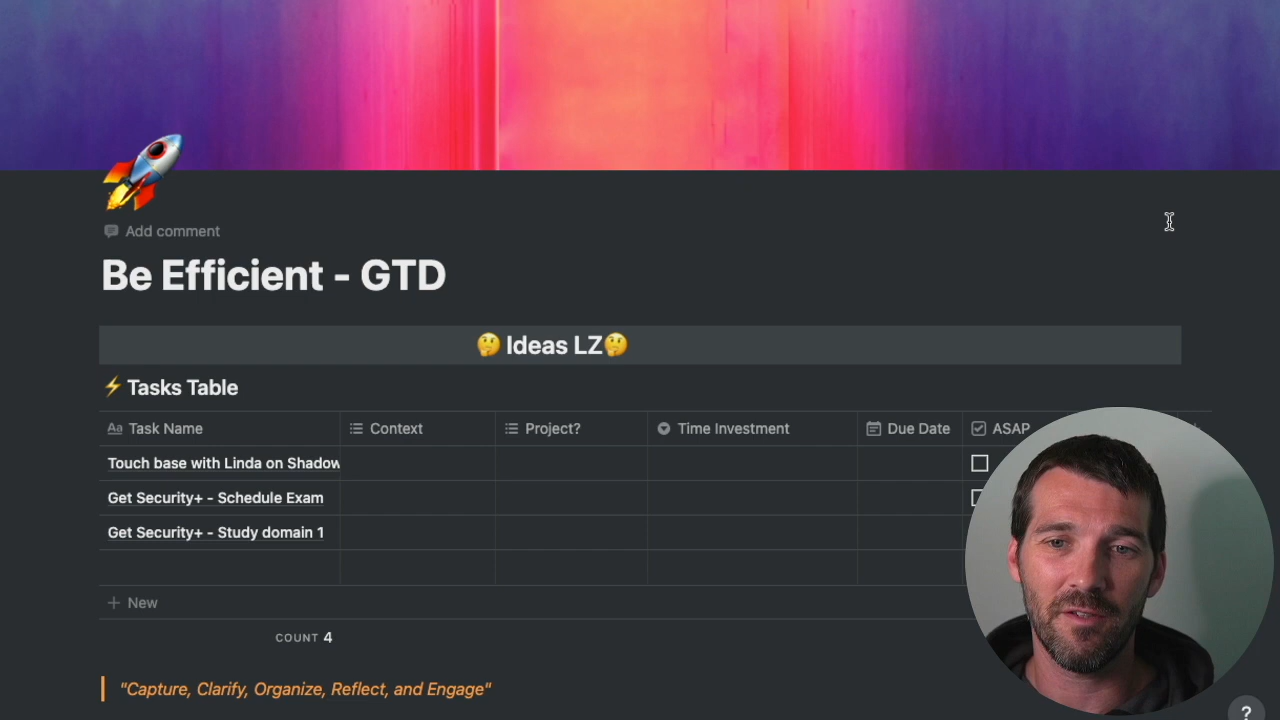 Add comment
Be Efficient - GTD
🤔 Ideas LZ🤔
⚡ Tasks Table
Aa Task Name Context Project? Time Investment Due Date ASAP
Touch base with Linda on Shadow
Get Security+ - Schedule Exam
Get Security+ - Study domain 1
+ New
COUNT 4
"Capture, Clarify, Organize, Reflect, and Engage"
?